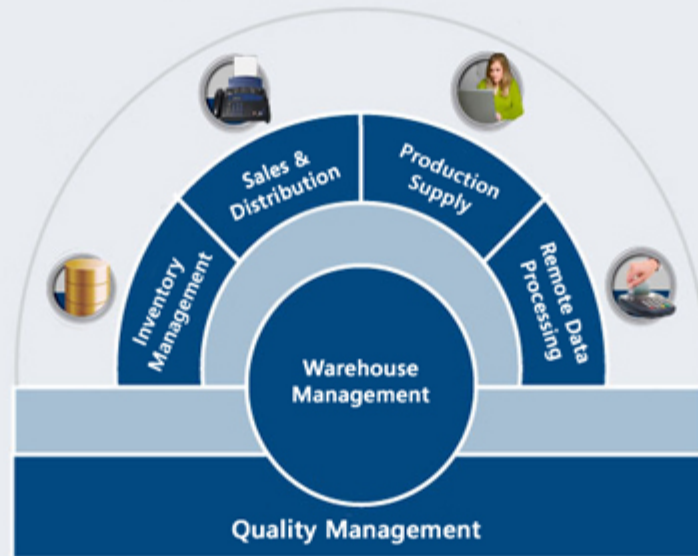 Sales &
Distribution
Production
Supply
Inventory
Management
Remote Data
Processing
Warehouse
Management
Quality Management